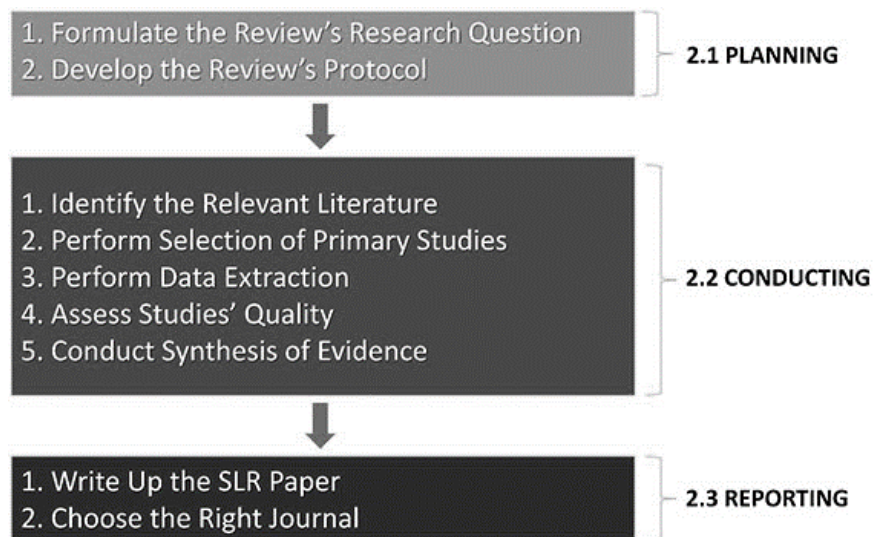 1. Formulate the Review's Research Question
2. Develop the Review's Protocol
2.1 PLANNING
1. Identify the Relevant Literature
2. Perform Selection of Primary Studies
3. Perform Data Extraction
4. Assess Studies' Quality
5. Conduct Synthesis of Evidence
2.2 CONDUCTING
1. Write Up the SLR Paper
2. Choose the Right Journal
2.3 REPORTING